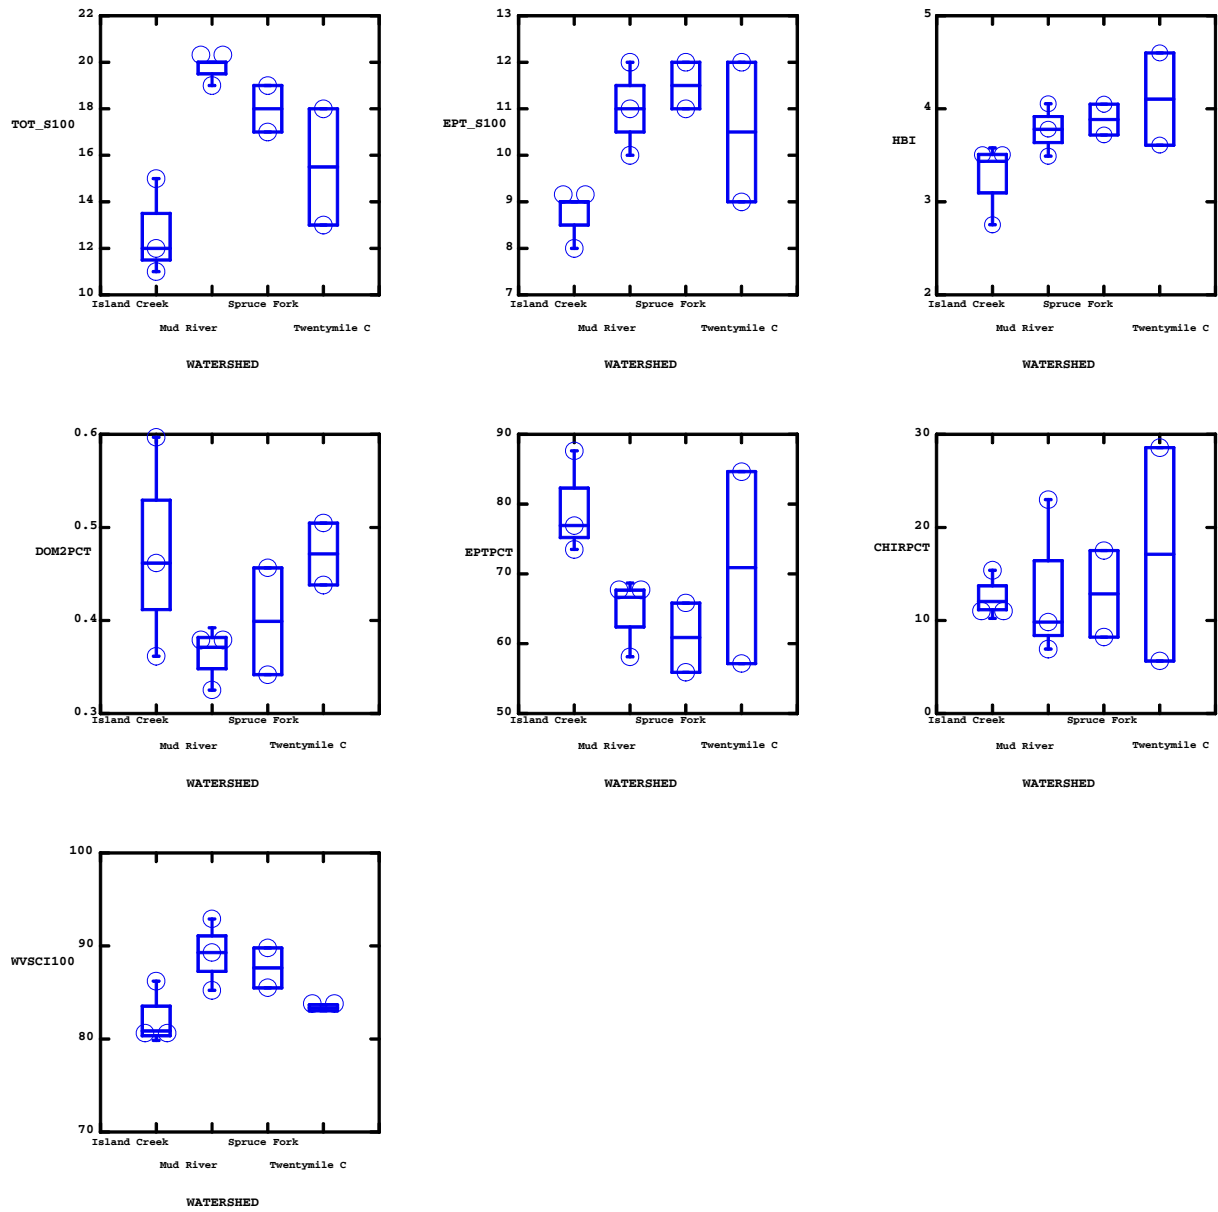 22
20
18
16
14
12
10
TOT_S100
Island Creek Spruce Fork
Mud River Twentymile C
WATERSHED
13
12
11
10
9
8
7
EPT_S100
Island Creek Spruce Fork
Mud River Twentymile C
WATERSHED
5
4
3
2
HBI
Island Creek Spruce Fork
Mud River Twentymile C
WATERSHED
0.6
0.5
0.4
0.3
DOM2PCT
Island Creek Spruce Fork
Mud River Twentymile C
WATERSHED
90
80
70
60
50
EPTPCT
Island Creek Spruce Fork
Mud River Twentymile C
WATERSHED
30
20
10
0
CHIRPCT
Island Creek Spruce Fork
Mud River Twentymile C
WATERSHED
100
90
80
70
WVSCI100
Island Creek Spruce Fork
Mud River Twentymile C
WATERSHED